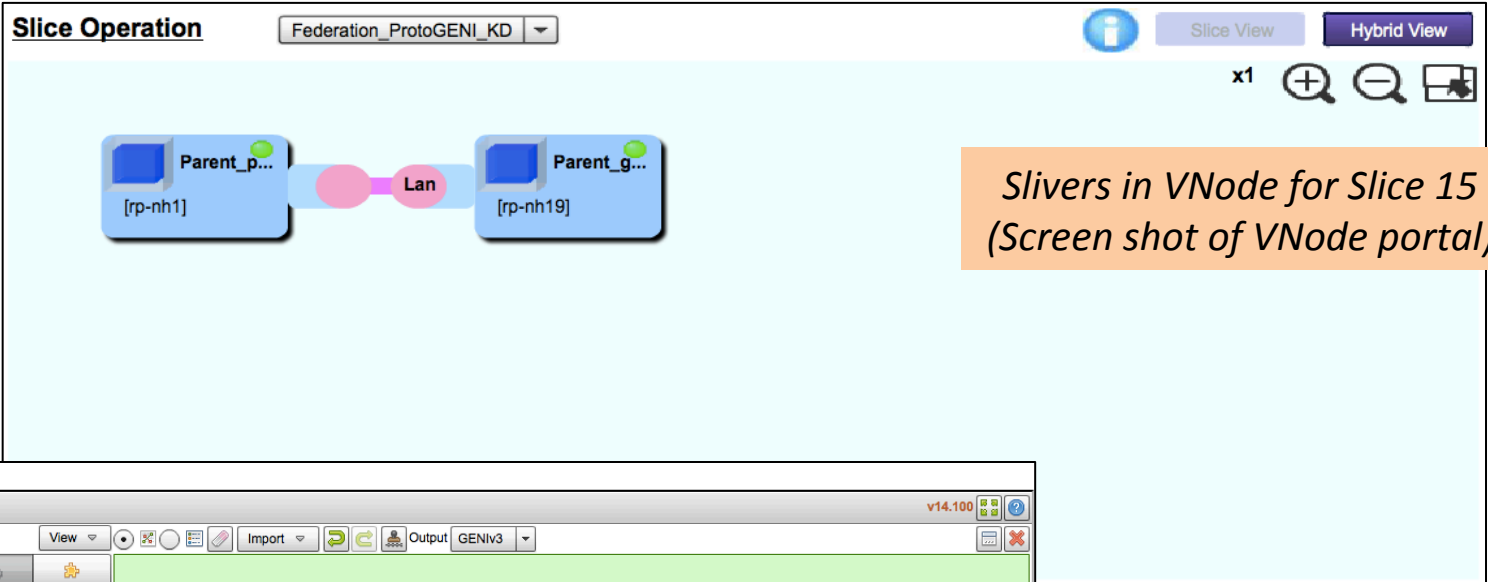 Slice Operation Federation_ProtoGENI_KD Slice View Hybrid View
x1
Parent_p... Lan Parent_g...
[rp-nh1] [rp-nh19]
Slivers in VNode for Slice 15
(Screen shot of VNode portal)
v14.100
View Import Output GENIv3